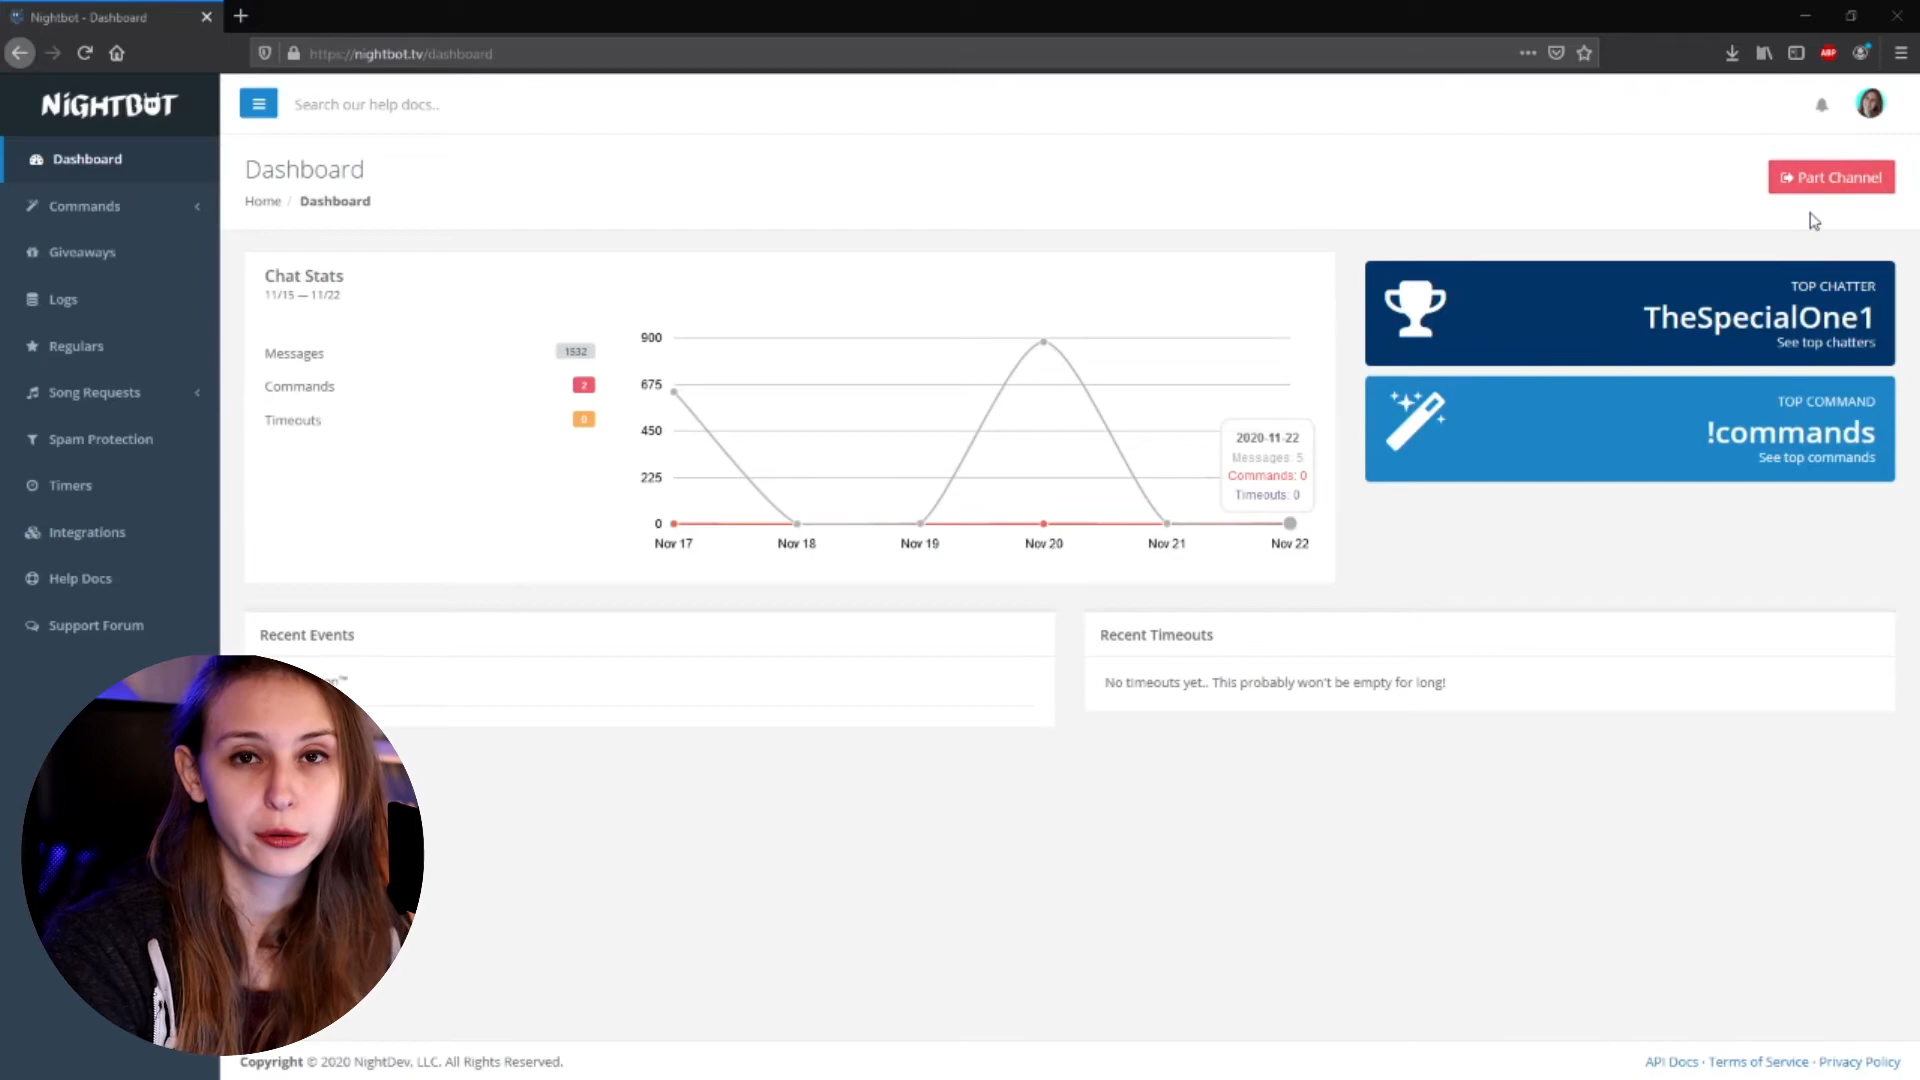 Nightbot - Dashboard
https://nightbot.tv/dashboard
ABP
NIGHTBOT
Search our help docs..
Dashboard
Commands
Giveaways
Logs
Regulars
Song Requests
Spam Protection
Timers
Integrations
Help Docs
Support Forum
Dashboard
Home / Dashboard
Part Channel
Chat Stats
11/15 — 11/22
Messages 1532
Commands 2
Timeouts 0
900
675
450
225
0
Nov 17 Nov 18 Nov 19 Nov 20 Nov 21 Nov 22
2020-11-22
Messages: 5
Commands: 0
Timeouts: 0
TOP CHATTER
TheSpecialOne1
See top chatters
TOP COMMAND
!commands
See top commands
Recent Events
Recent Timeouts
No timeouts yet.. This probably won't be empty for long!
Copyright © 2020 NightDev, LLC. All Rights Reserved.
API Docs · Terms of Service · Privacy Policy